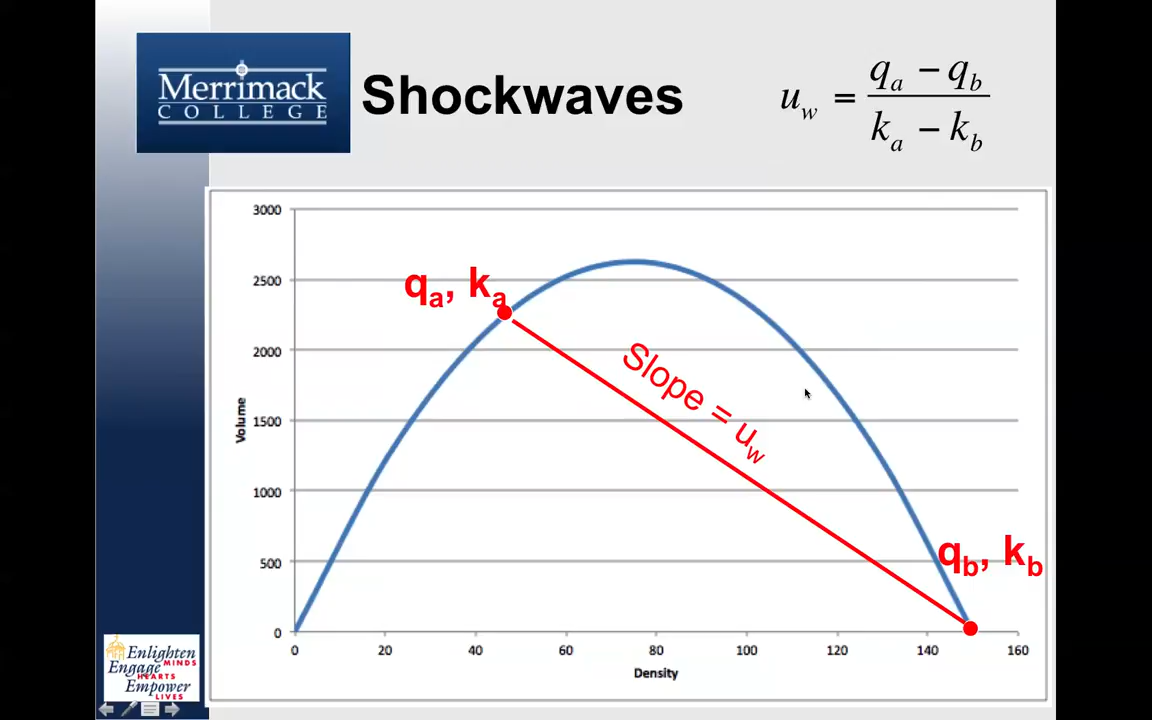 Merrimack
COLLEGE
Shockwaves
u_w = (q_a − q_b) / (k_a − k_b)
3000
2500
2000
1500
1000
500
0
Volume
q_a, k_a
Slope = u_w
q_b, k_b
0 20 40 60 80 100 120 140 160
Density
Enlighten
MINDS
Engage
HEARTS
Empower
LIVES